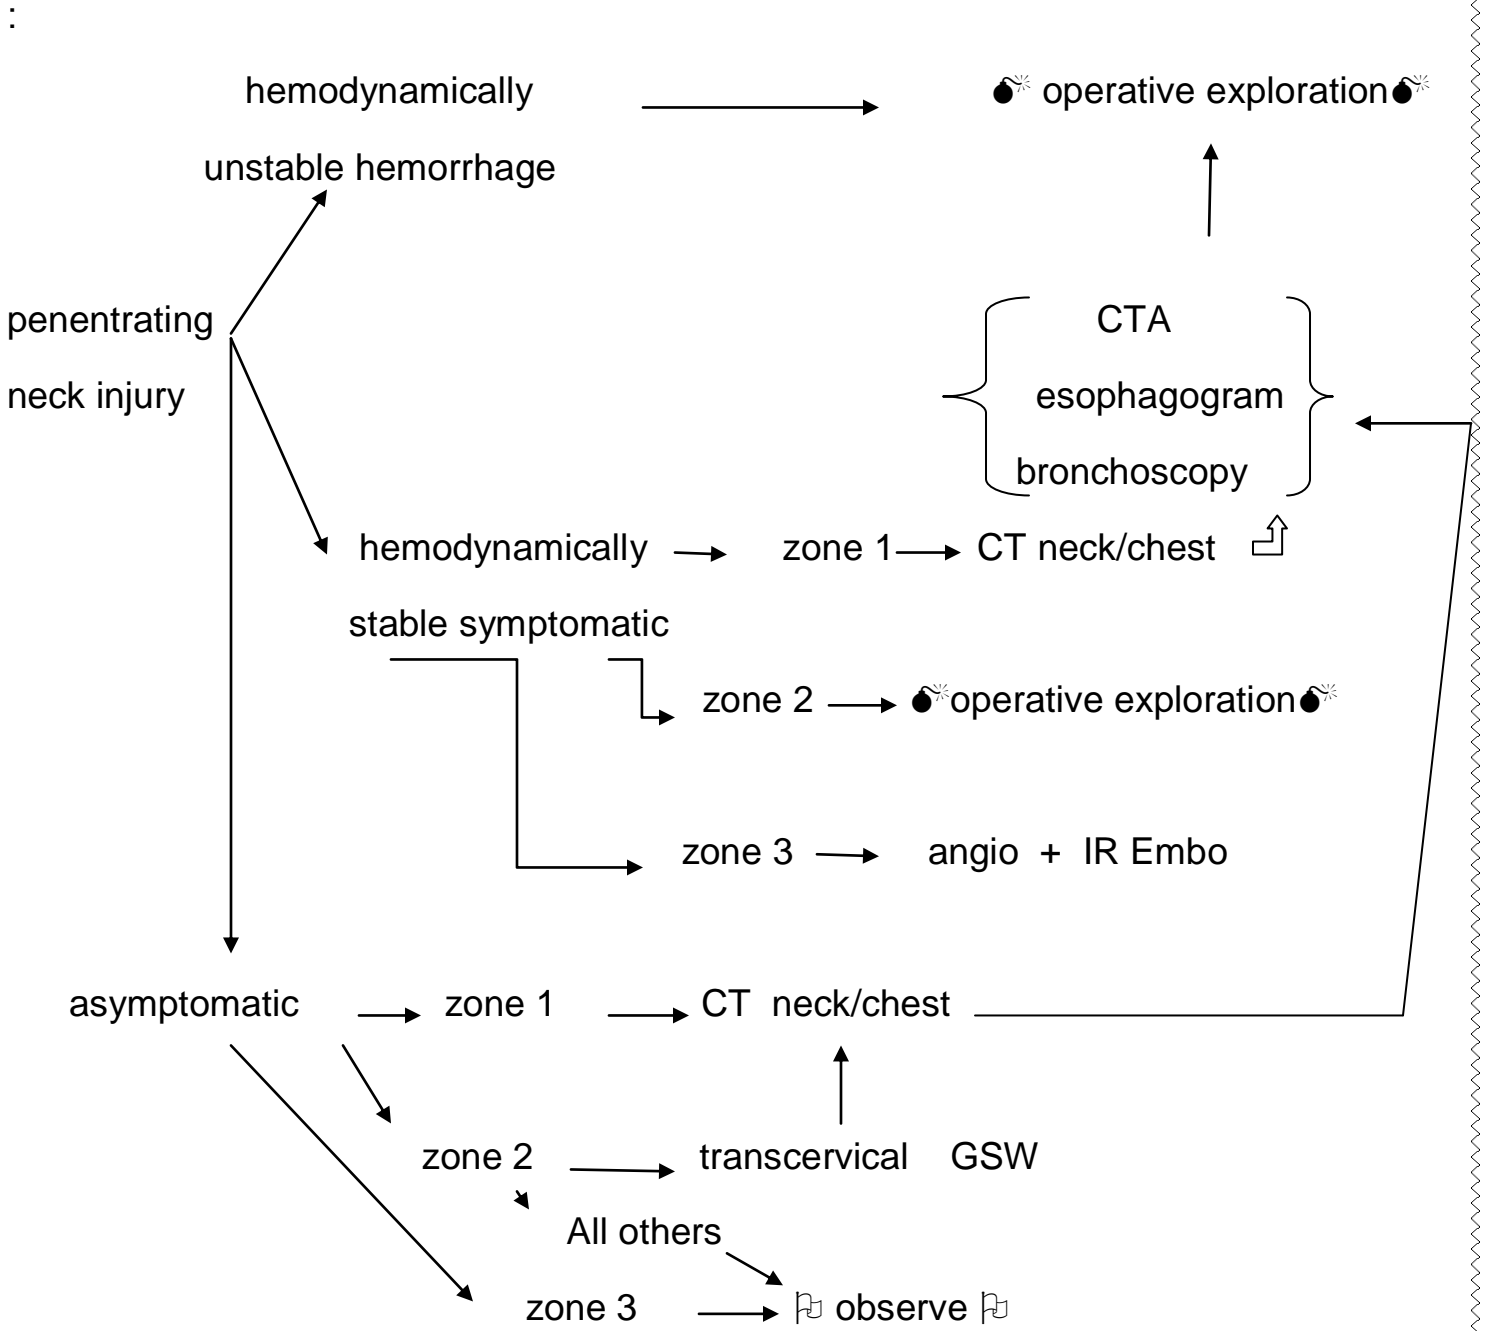 :
hemodynamically 💣 operative exploration💣
unstable hemorrhage
penentrating CTA
neck injury esophagogram
bronchoscopy
hemodynamically zone 1 CT neck/chest
stable symptomatic
zone 2 💣operative exploration💣
zone 3 angio + IR Embo
asymptomatic zone 1 CT neck/chest
zone 2 transcervical GSW
All others
zone 3 observe